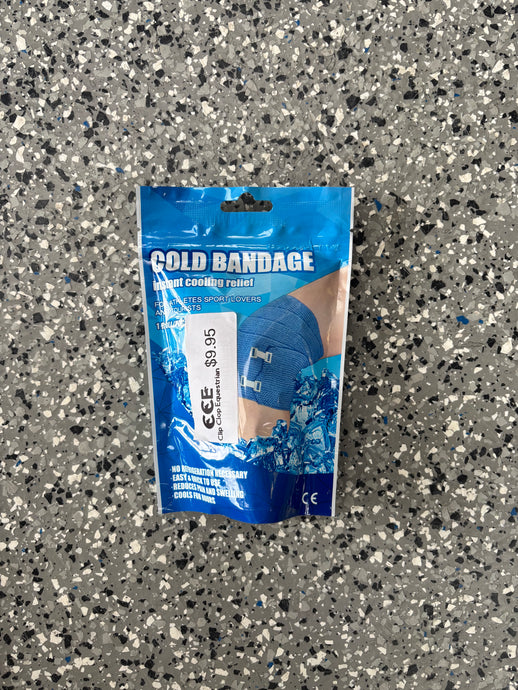 COLD BANDAGE
instant cooling relief
FOR ATHLETES SPORT LOVERS
AND TOURISTS
1
CCE $9.95
Clip Clop Equestrian
·NO REFRIGERATION NECESSARY
·EASY & QUICK TO USE
·REDUCES PAIN AND SWELLING
·COOLS FOR HOURS
CE